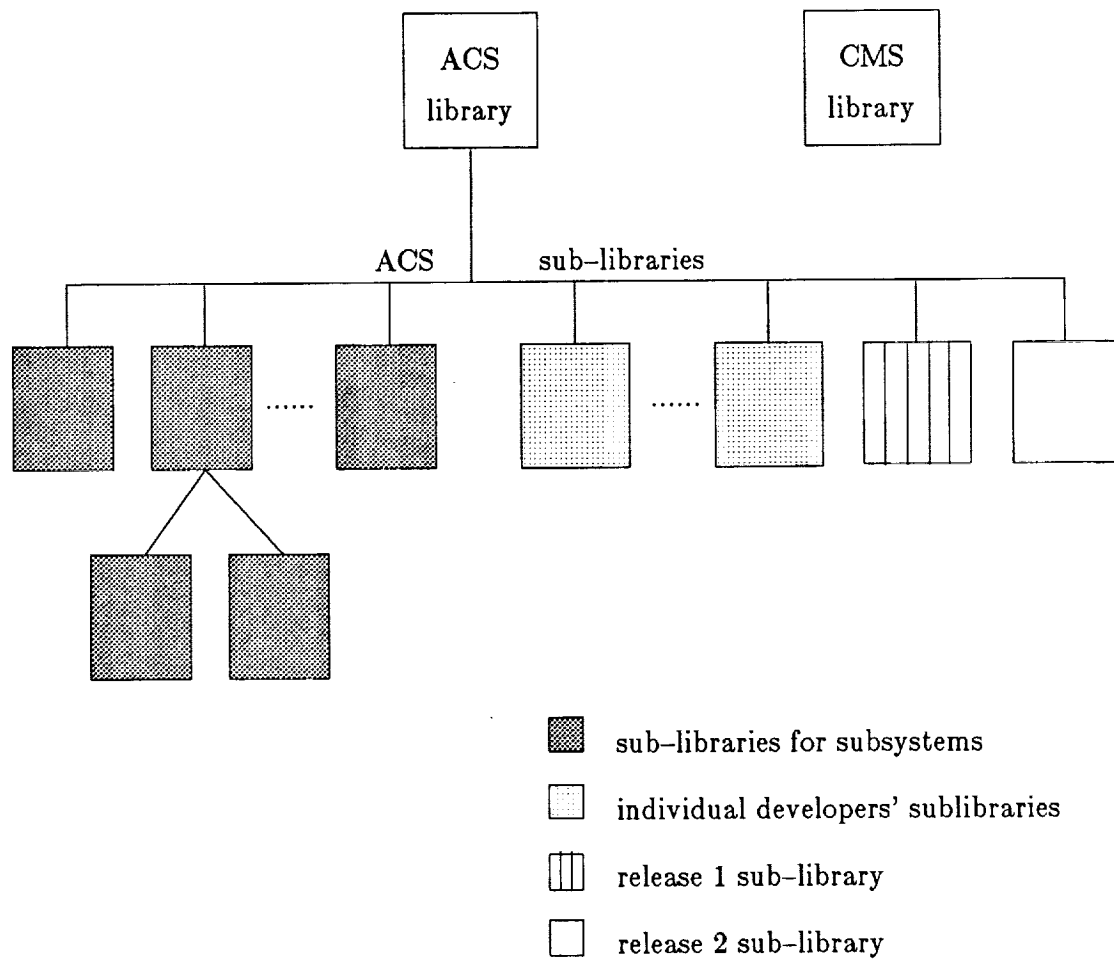 ACS
library
CMS
library
ACS sub–libraries
...... ......
sub–libraries for subsystems
individual developers' sublibraries
release 1 sub–library
release 2 sub–library